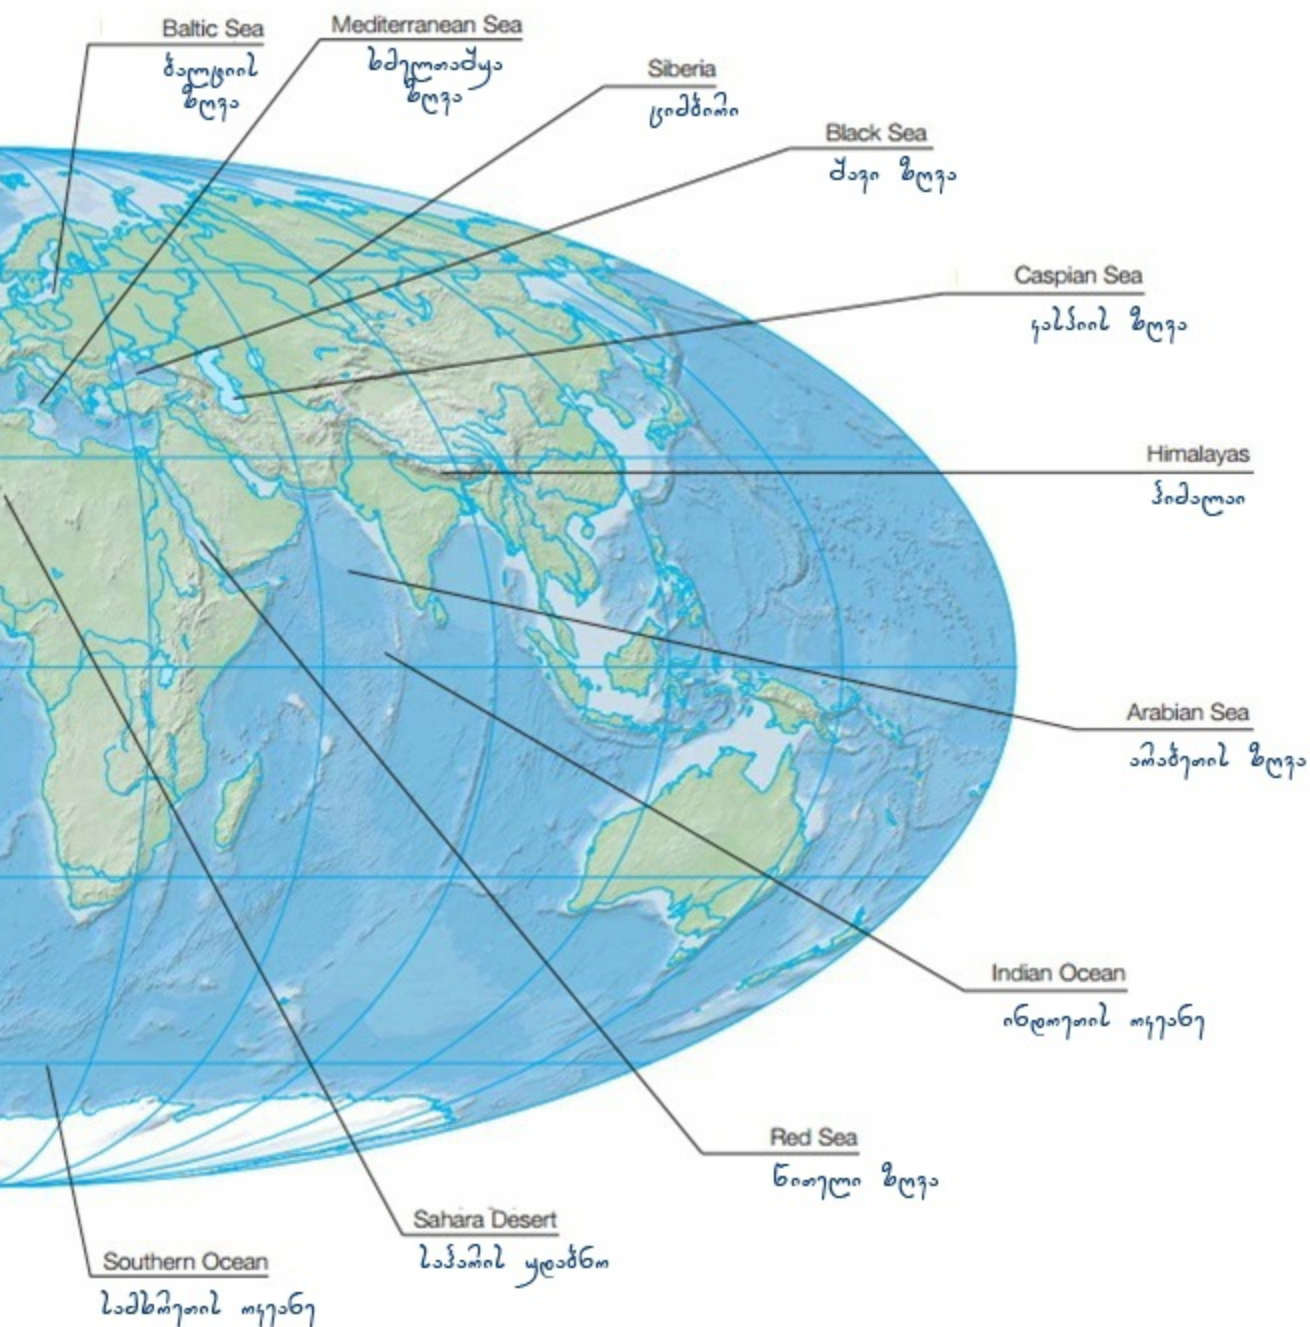 Baltic Sea
ბალტიის
ზღვა
Mediterranean Sea
ხმელთაშუა
ზღვა
Siberia
ციმბირი
Black Sea
შავი ზღვა
Caspian Sea
კასპიის ზღვა
Himalayas
ჰიმალაი
Arabian Sea
არაბეთის ზღვა
Indian Ocean
ინდოეთის ოკეანე
Red Sea
წითელი ზღვა
Sahara Desert
საჰარის უდაბნო
Southern Ocean
სამხრეთის ოკეანე